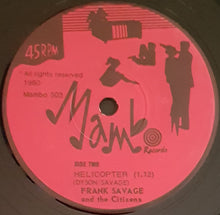 45RPM
* All rights reserved
1980
Mambo 503
Mambo
Records
SIDE TWO
HELICOPTER (1.12)
(DYSON/SAVAGE)
FRANK SAVAGE
and the Citizens